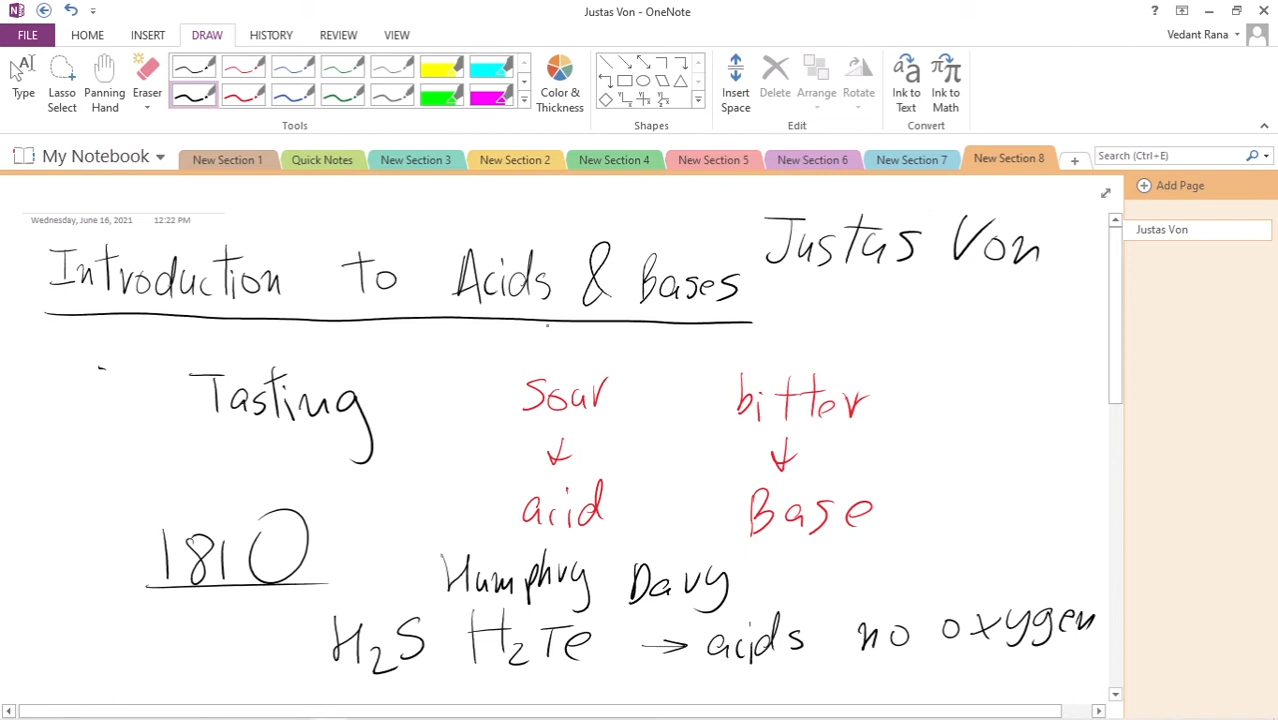 Justas Von - OneNote
?
FILE HOME INSERT DRAW HISTORY REVIEW VIEW
Vedant Rana
Type
Lasso Select
Panning Hand
Eraser
Color & Thickness
Insert Space
Delete
Arrange
Rotate
Ink to Text
Ink to Math
Tools Shapes Edit Convert
My Notebook New Section 1 Quick Notes New Section 3 New Section 2 New Section 4 New Section 5 New Section 6 New Section 7 New Section 8 Search (Ctrl+E)
Add Page
Justas Von
Wednesday, June 16, 2021 12:22 PM
Introduction to Acids & Bases Justas Von
Tasting sour bitter
acid Base
1810
Humphry Davy
H2S H2Te → acids no oxygen